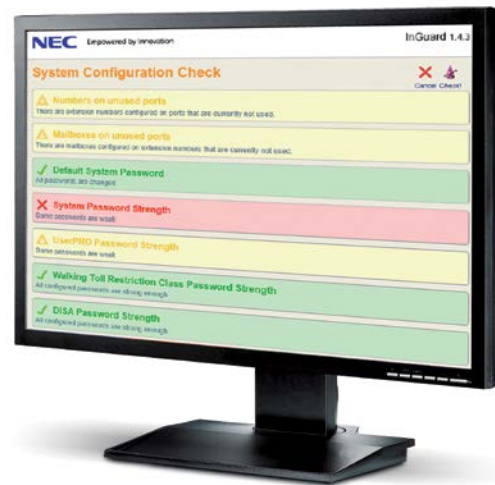 NEC Empowered by Innovation
InGuard 1.4.3
System Configuration Check
Cancel Check!
Numbers on unused ports
There are extension numbers configured on ports that are currently not used.
Mailboxes on unused ports
There are mailboxes configured on extension numbers that are currently not used.
Default System Password
All passwords are changed
System Password Strength
Some passwords are weak
UserPRO Password Strength
Some passwords are weak
Walking Toll Restriction Class Password Strength
All configured passwords are strong enough
DISA Password Strength
All configured passwords are strong enough